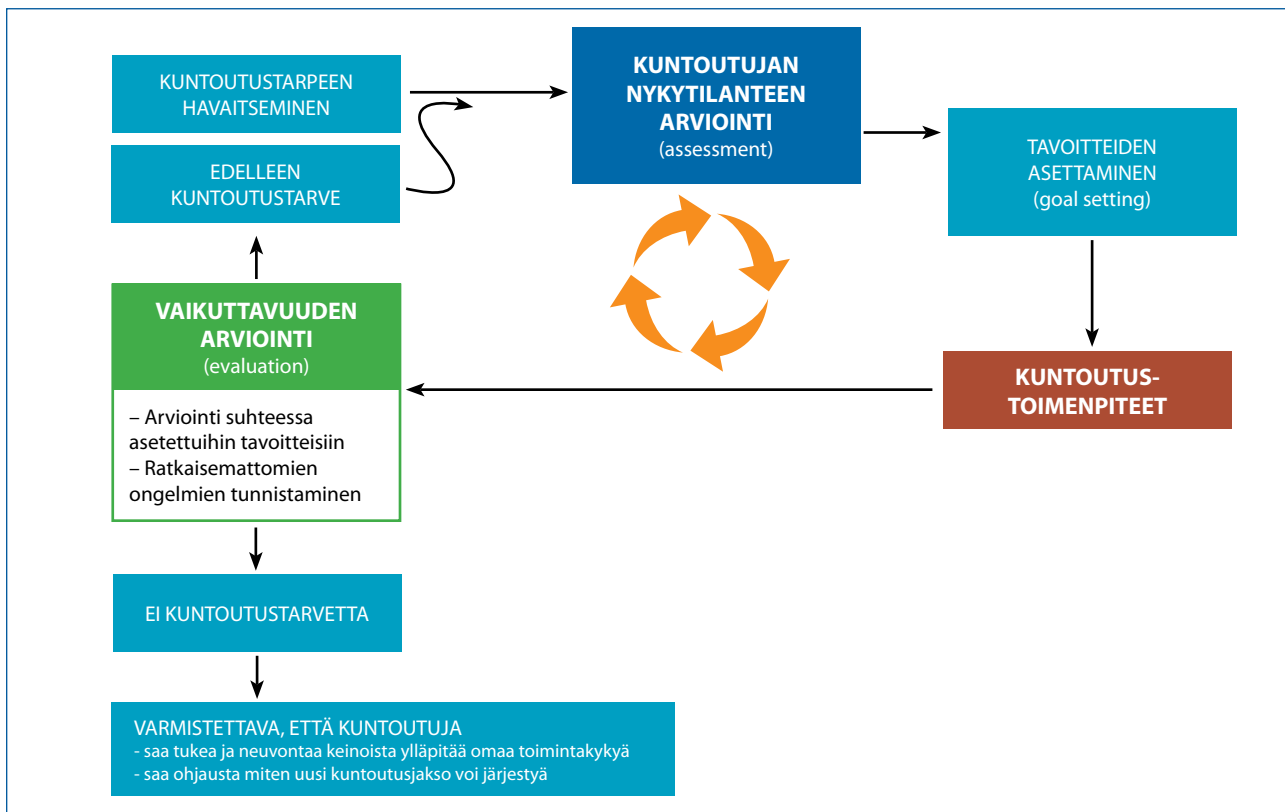 KUNTOUTUSTARPEEN
HAVAITSEMINEN
EDELLEEN
KUNTOUTUSTARVE
KUNTOUTUJAN
NYKYTILANTEEN
ARVIOINTI
(assessment)
TAVOITTEIDEN
ASETTAMINEN
(goal setting)
KUNTOUTUS-
TOIMENPITEET
VAIKUTTAVUUDEN
ARVIOINTI
(evaluation)
– Arviointi suhteessa
asetettuihin tavoitteisiin
– Ratkaisemattomien
ongelmien tunnistaminen
EI KUNTOUTUSTARVETTA
VARMISTETTAVA, ETTÄ KUNTOUTUJA
- saa tukea ja neuvontaa keinoista ylläpitää omaa toimintakykyä
- saa ohjausta miten uusi kuntoutusjakso voi järjestyä